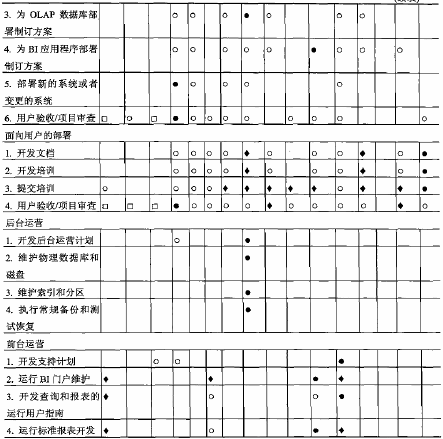 3. 为 OLAP 数据库部
署制订方案
4. 为 BI 应用程序部署
制订方案
5. 部署新的系统或者
变更的系统
6. 用户验收/项目审查
面向用户的部署
1. 开发文档
2. 开发培训
3. 提交培训
4. 用户验收/项目审查
后台运营
1. 开发后台运营计划
2. 维护物理数据库和
磁盘
3. 维护索引和分区
4. 执行常规备份和测
试恢复
前台运营
1. 开发支持计划
2. 运行 BI 门户维护
3. 开发查询和报表的
运行用户指南
4. 运行标准报表开发